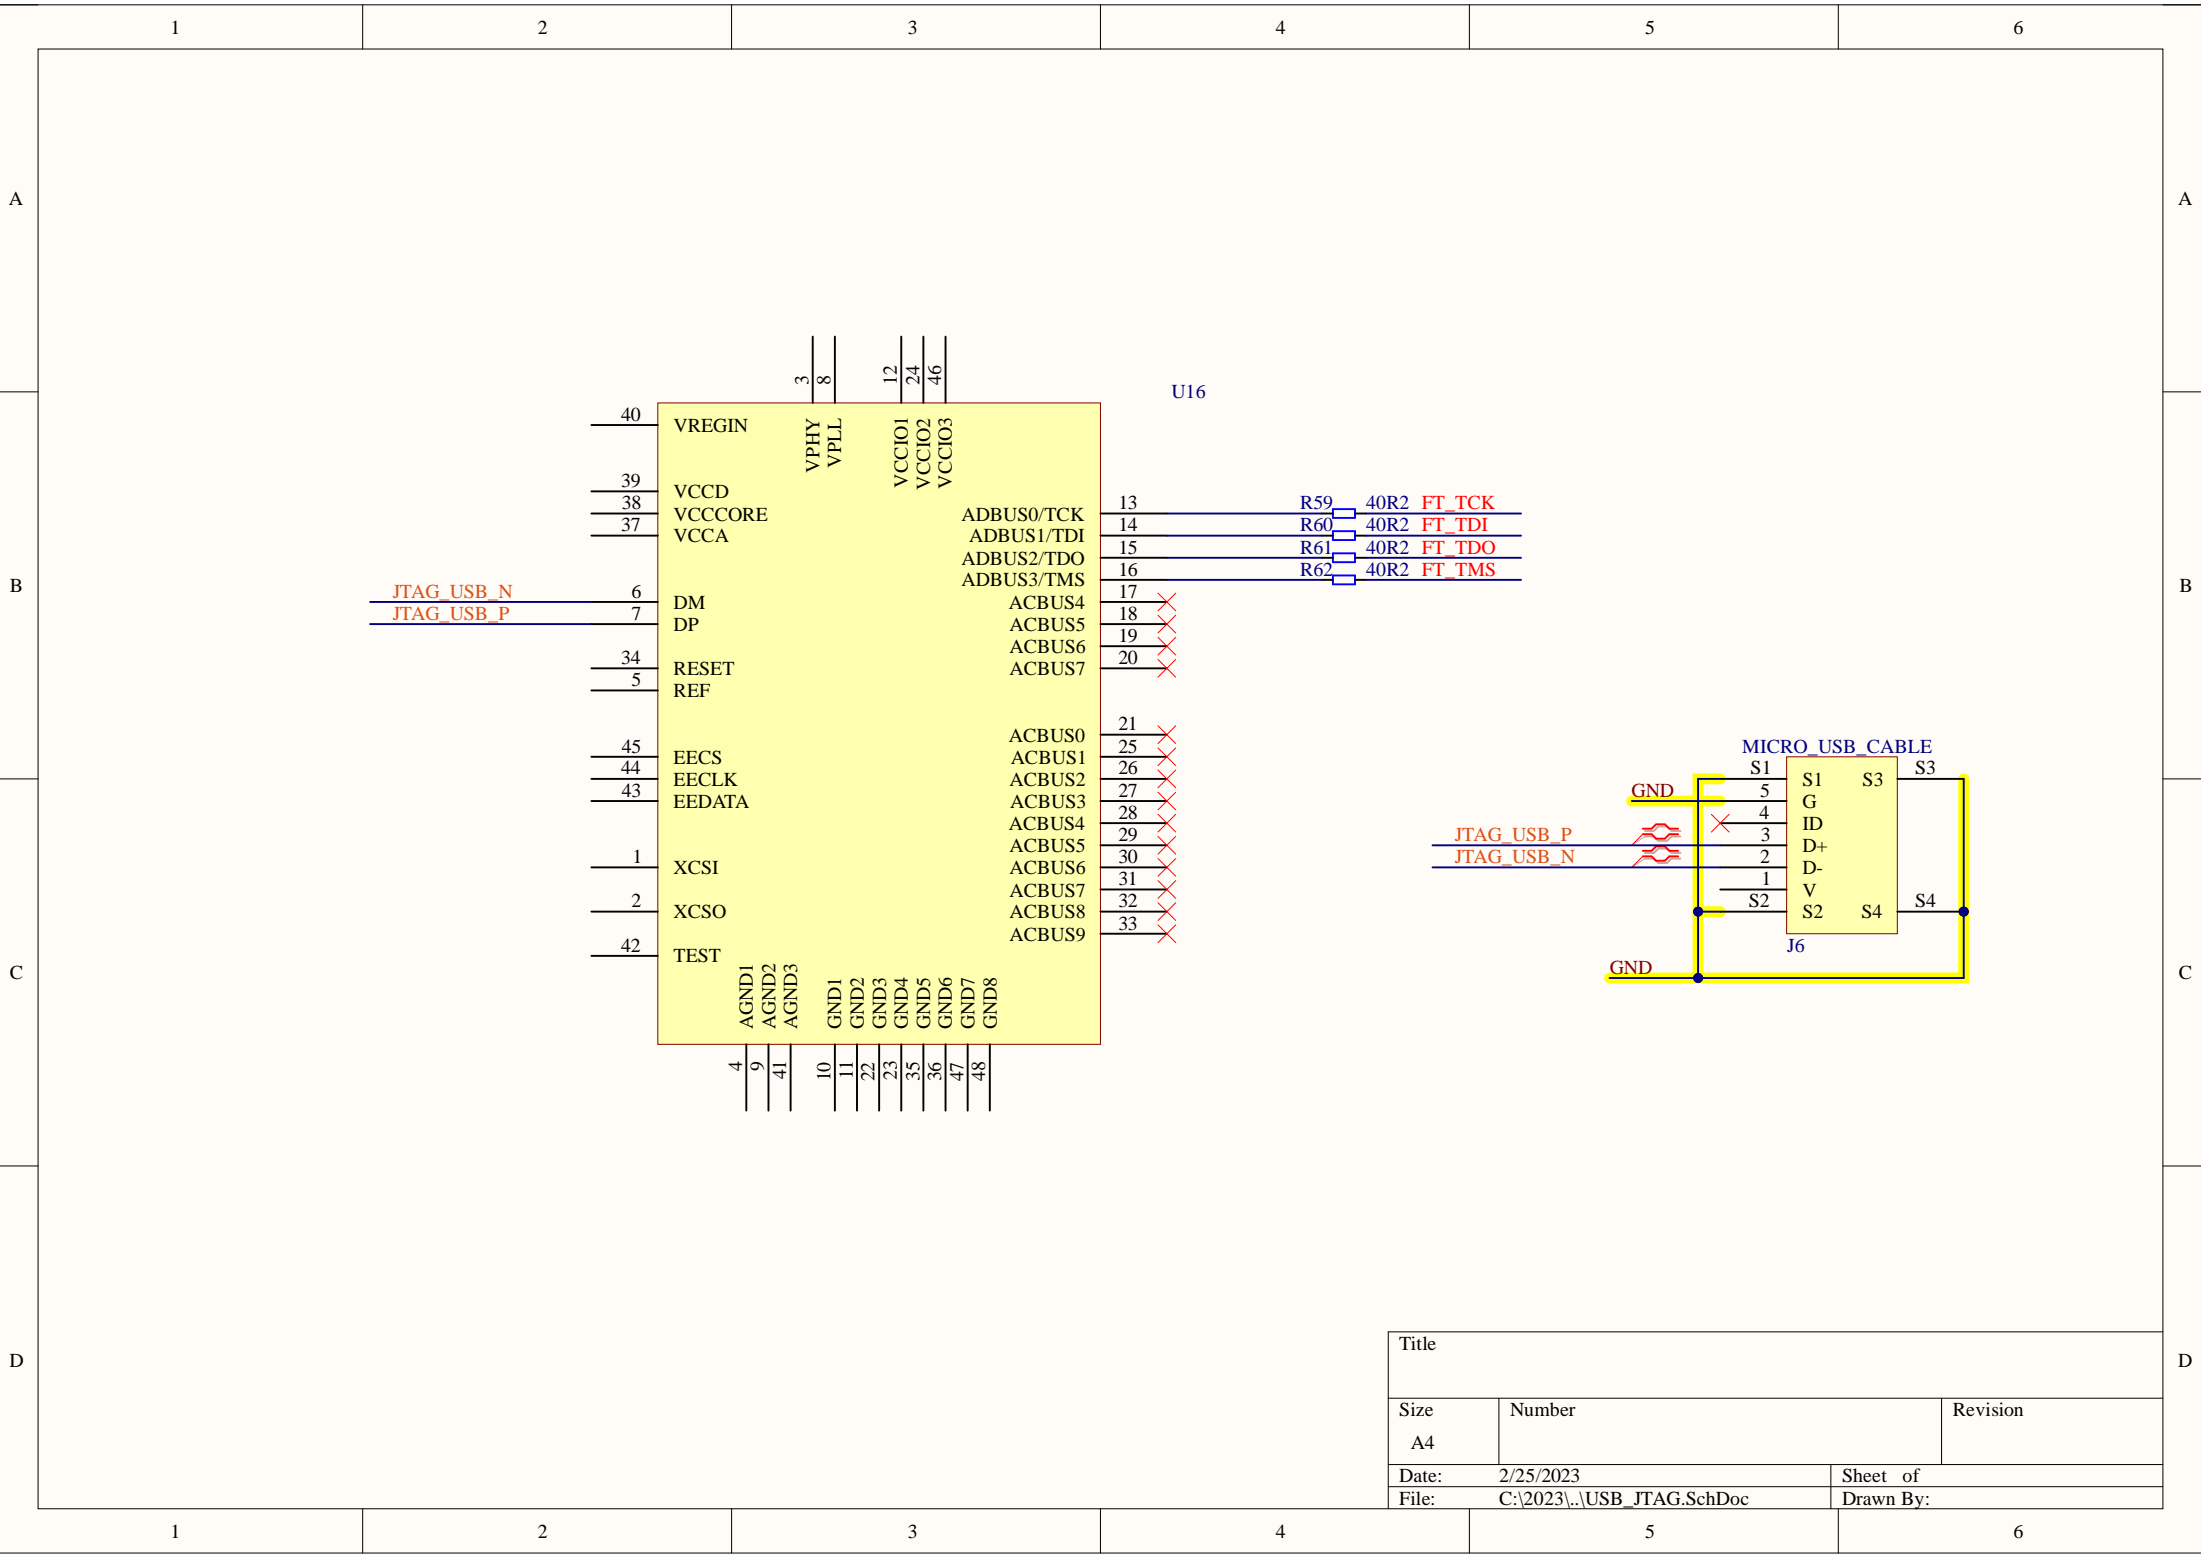 1 2 3 4 5 6
A A
3 8 12 24 46
U16
40 VREGIN
VPHY VPLL VCCIO1 VCCIO2 VCCIO3
39 VCCD
38 VCCCORE
37 VCCA
ADBUS0/TCK 13 R59 40R2 FT_TCK
ADBUS1/TDI 14 R60 40R2 FT_TDI
ADBUS2/TDO 15 R61 40R2 FT_TDO
ADBUS3/TMS 16 R62 40R2 FT_TMS
B B
JTAG_USB_N 6 DM
JTAG_USB_P 7 DP
ACBUS4 17
ACBUS5 18
ACBUS6 19
ACBUS7 20
34 RESET
5 REF
45 EECS
44 EECLK
43 EEDATA
1 XCSI
2 XCSO
42 TEST
ACBUS0 21
ACBUS1 25
ACBUS2 26
ACBUS3 27
ACBUS4 28
ACBUS5 29
ACBUS6 30
ACBUS7 31
ACBUS8 32
ACBUS9 33
AGND1 AGND2 AGND3 GND1 GND2 GND3 GND4 GND5 GND6 GND7 GND8
4 9 41 10 11 22 23 35 36 47 48
MICRO_USB_CABLE
S1 S1 S3 S3
GND 5 G
4 ID
JTAG_USB_P 3 D+
JTAG_USB_N 2 D-
1 V
S2 S2 S4 S4
J6
GND
C C
D D
Title
Size Number Revision
A4
Date: 2/25/2023 Sheet of
File: C:\2023\..\USB_JTAG.SchDoc Drawn By:
1 2 3 4 5 6